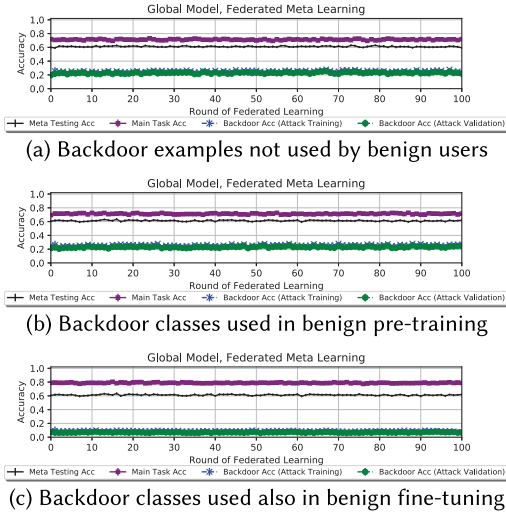 Global Model, Federated Meta Learning
1.0
0.8
0.6
0.4
0.2
0.0
Accuracy
0 10 20 30 40 50 60 70 80 90 100
Round of Federated Learning
Meta Testing Acc Main Task Acc Backdoor Acc (Attack Training) Backdoor Acc (Attack Validation)
(a) Backdoor examples not used by benign users
Global Model, Federated Meta Learning
1.0
0.8
0.6
0.4
0.2
0.0
Accuracy
0 10 20 30 40 50 60 70 80 90 100
Round of Federated Learning
Meta Testing Acc Main Task Acc Backdoor Acc (Attack Training) Backdoor Acc (Attack Validation)
(b) Backdoor classes used in benign pre-training
Global Model, Federated Meta Learning
1.0
0.8
0.6
0.4
0.2
0.0
Accuracy
0 10 20 30 40 50 60 70 80 90 100
Round of Federated Learning
Meta Testing Acc Main Task Acc Backdoor Acc (Attack Training) Backdoor Acc (Attack Validation)
(c) Backdoor classes used also in benign fine-tuning